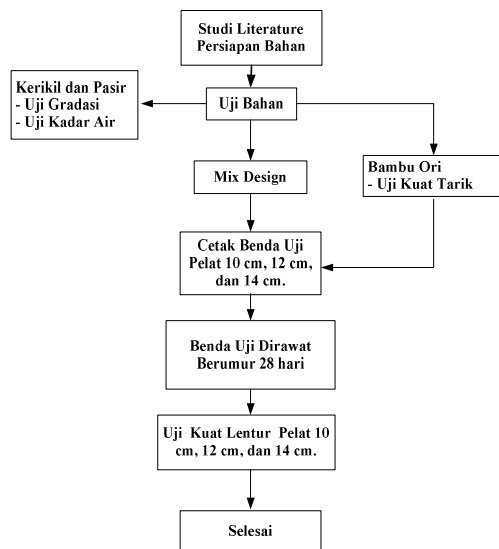 Studi Literature
Persiapan Bahan
Kerikil dan Pasir
- Uji Gradasi
- Uji Kadar Air
Uji Bahan
Mix Design
Bambu Ori
- Uji Kuat Tarik
Cetak Benda Uji
Pelat 10 cm, 12 cm,
dan 14 cm.
Benda Uji Dirawat
Berumur 28 hari
Uji Kuat Lentur Pelat 10
cm, 12 cm, dan 14 cm.
Selesai